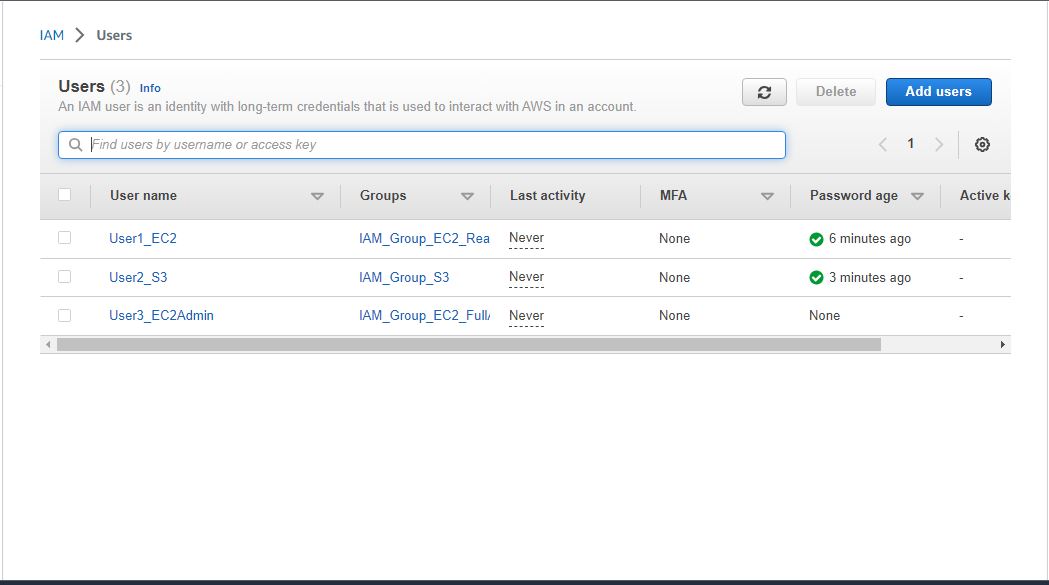 IAM > Users
Users (3) Info
An IAM user is an identity with long-term credentials that is used to interact with AWS in an account.
Delete
Add users
Find users by username or access key
1
User name Groups Last activity MFA Password age Active k
User1_EC2 IAM_Group_EC2_Rea Never None 6 minutes ago -
User2_S3 IAM_Group_S3 Never None 3 minutes ago -
User3_EC2Admin IAM_Group_EC2_Full Never None None -